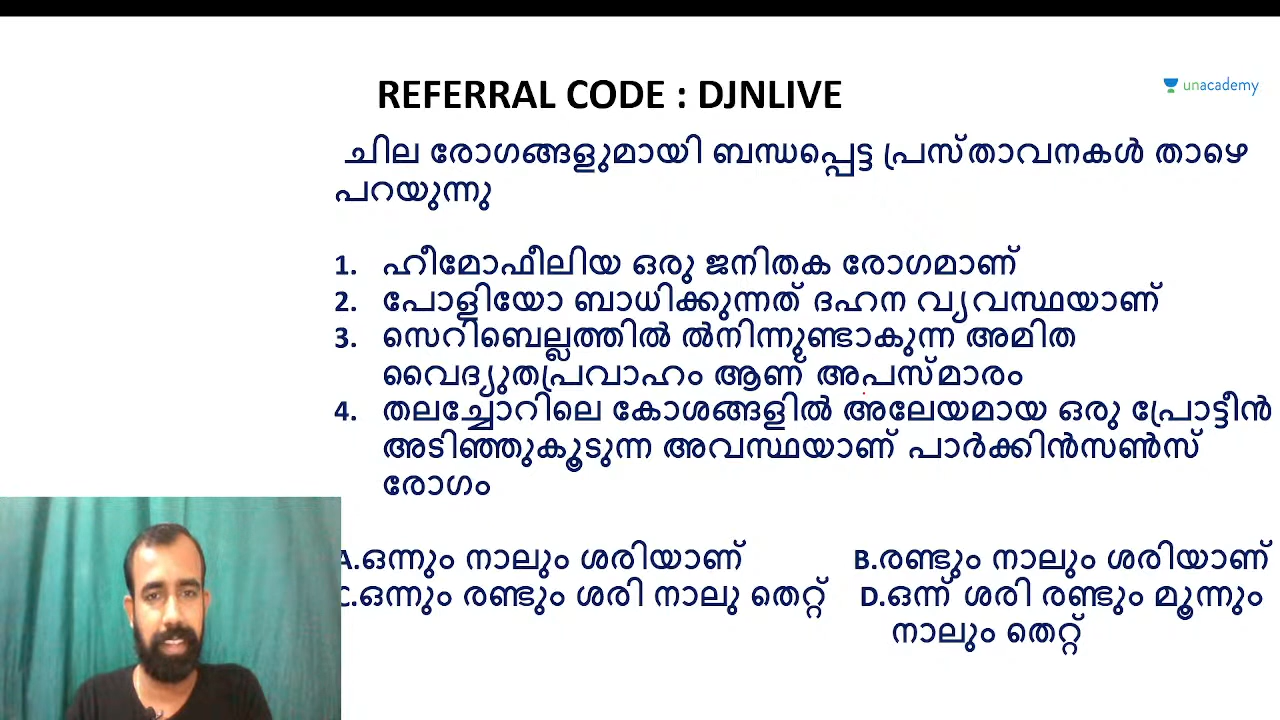 REFERRAL CODE : DJNLIVE
unacademy
ചില രോഗങ്ങളുമായി ബന്ധപ്പെട്ട പ്രസ്താവനകൾ താഴെ
പറയുന്നു
1. ഹീമോഫീലിയ ഒരു ജനിതക രോഗമാണ്
2. പോളിയോ ബാധിക്കുന്നത് ദഹന വ്യവസ്ഥയാണ്
3. സെറിബെല്ലത്തിൽ ൽനിന്നുണ്ടാകുന്ന അമിത
വൈദ്യുതപ്രവാഹം ആണ് അപസ്മാരം
4. തലച്ചോറിലെ കോശങ്ങളിൽ അലേയമായ ഒരു പ്രോട്ടീൻ
അടിഞ്ഞുകൂടുന്ന അവസ്ഥയാണ് പാർക്കിൻസൺസ്
രോഗം
A.ഒന്നും നാലും ശരിയാണ് B.രണ്ടും നാലും ശരിയാണ്
C.ഒന്നും രണ്ടും ശരി നാലു തെറ്റ് D.ഒന്ന് ശരി രണ്ടും മൂന്നും
നാലും തെറ്റ്